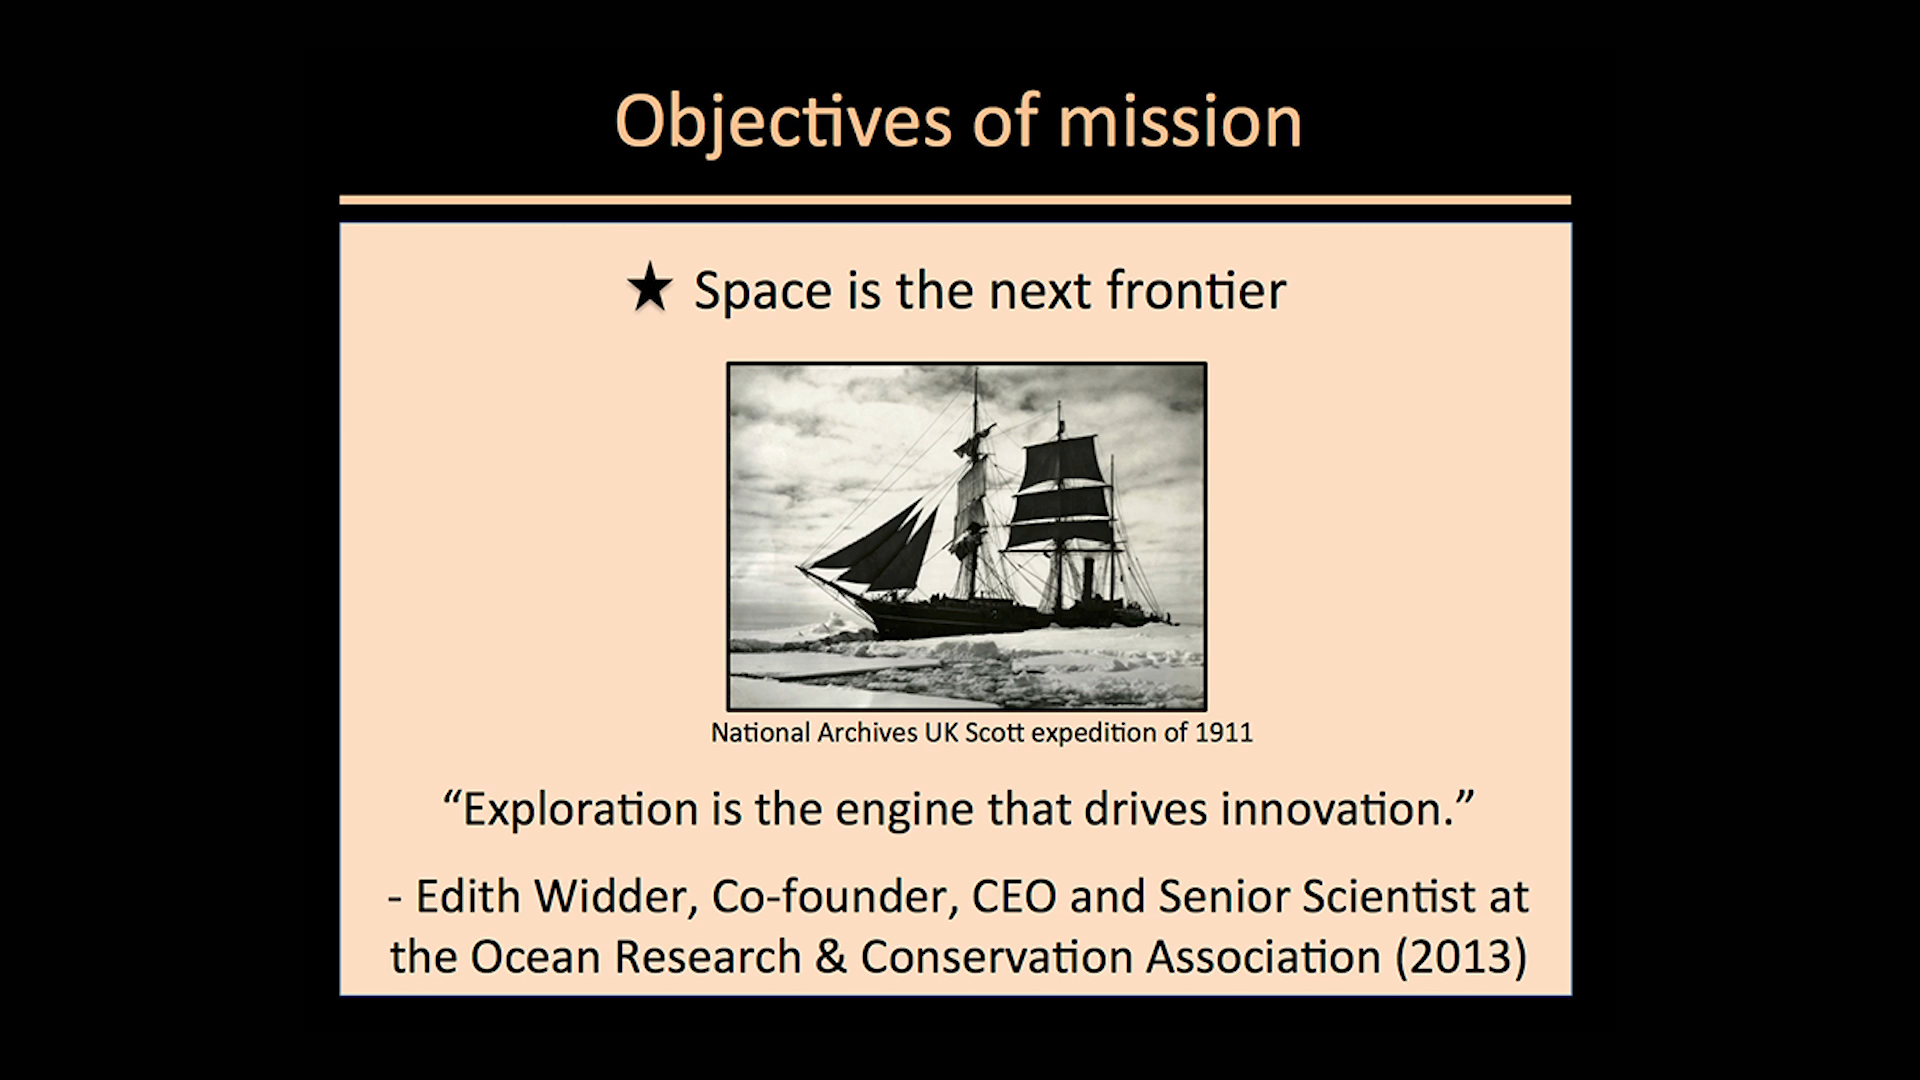 Objectives of mission
★ Space is the next frontier
National Archives UK Scott expedition of 1911
“Exploration is the engine that drives innovation.”
- Edith Widder, Co-founder, CEO and Senior Scientist at
the Ocean Research & Conservation Association (2013)